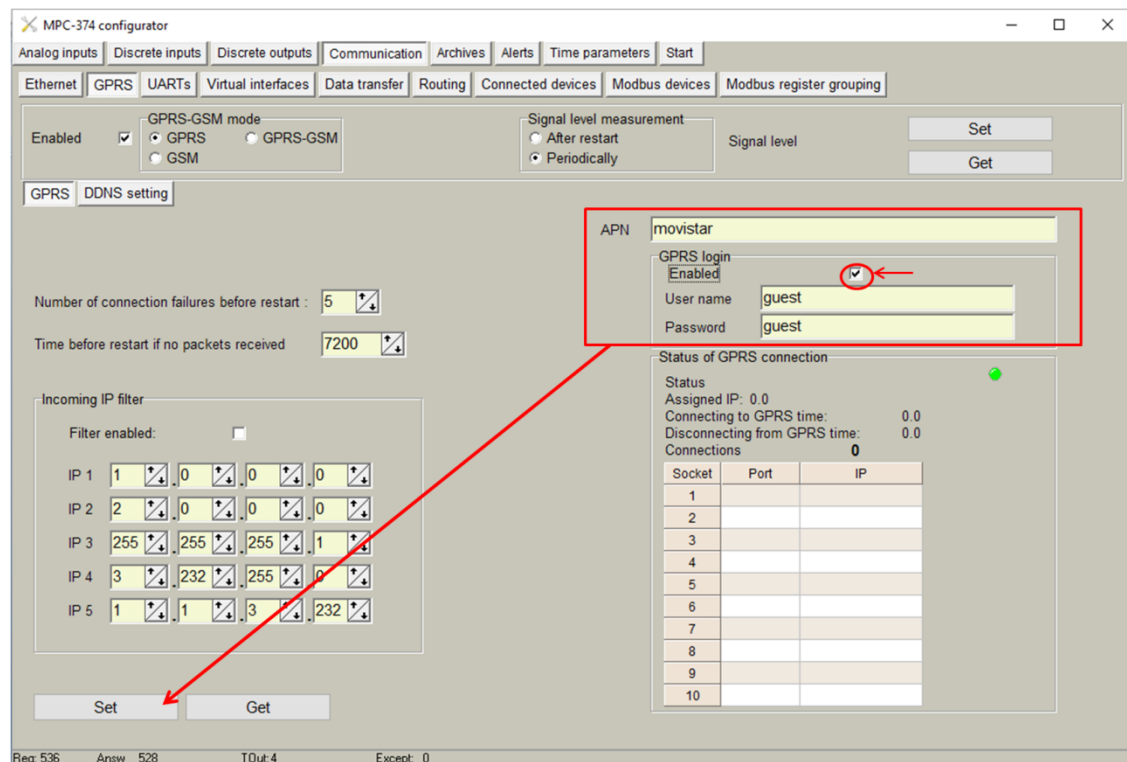 MPC-374 configurator
Analog inputs Discrete inputs Discrete outputs Communication Archives Alerts Time parameters Start
Ethernet GPRS UARTs Virtual interfaces Data transfer Routing Connected devices Modbus devices Modbus register grouping
Enabled
GPRS-GSM mode
GPRS GPRS-GSM
GSM
Signal level measurement
After restart
Periodically
Signal level
Set
Get
GPRS DDNS setting
APN movistar
GPRS login
Enabled
User name guest
Password guest
Number of connection failures before restart : 5
Time before restart if no packets received 7200
Incoming IP filter
Filter enabled:
IP 1 1 .0 .0 .0
IP 2 2 .0 .0 .0
IP 3 255 .255 .255 .1
IP 4 3 .232 .255 .0
IP 5 1 .1 .3 .232
Set Get
Status of GPRS connection
Status
Assigned IP: 0.0
Connecting to GPRS time: 0.0
Disconnecting from GPRS time: 0.0
Connections 0
Socket Port IP
1
2
3
4
5
6
7
8
9
10
Req: 536 Answ 528 TOut:4 Except: 0